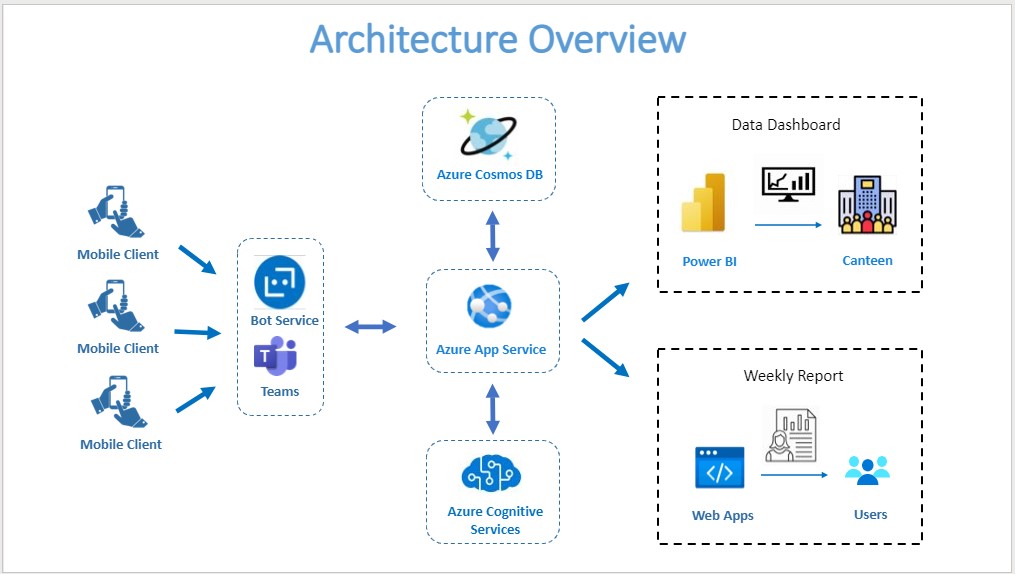 Architecture Overview
Azure Cosmos DB
Data Dashboard
Power BI
Canteen
Mobile Client
Mobile Client
Mobile Client
Bot Service
T
Teams
Azure App Service
Azure Cognitive
Services
Weekly Report
</>
Web Apps
Users